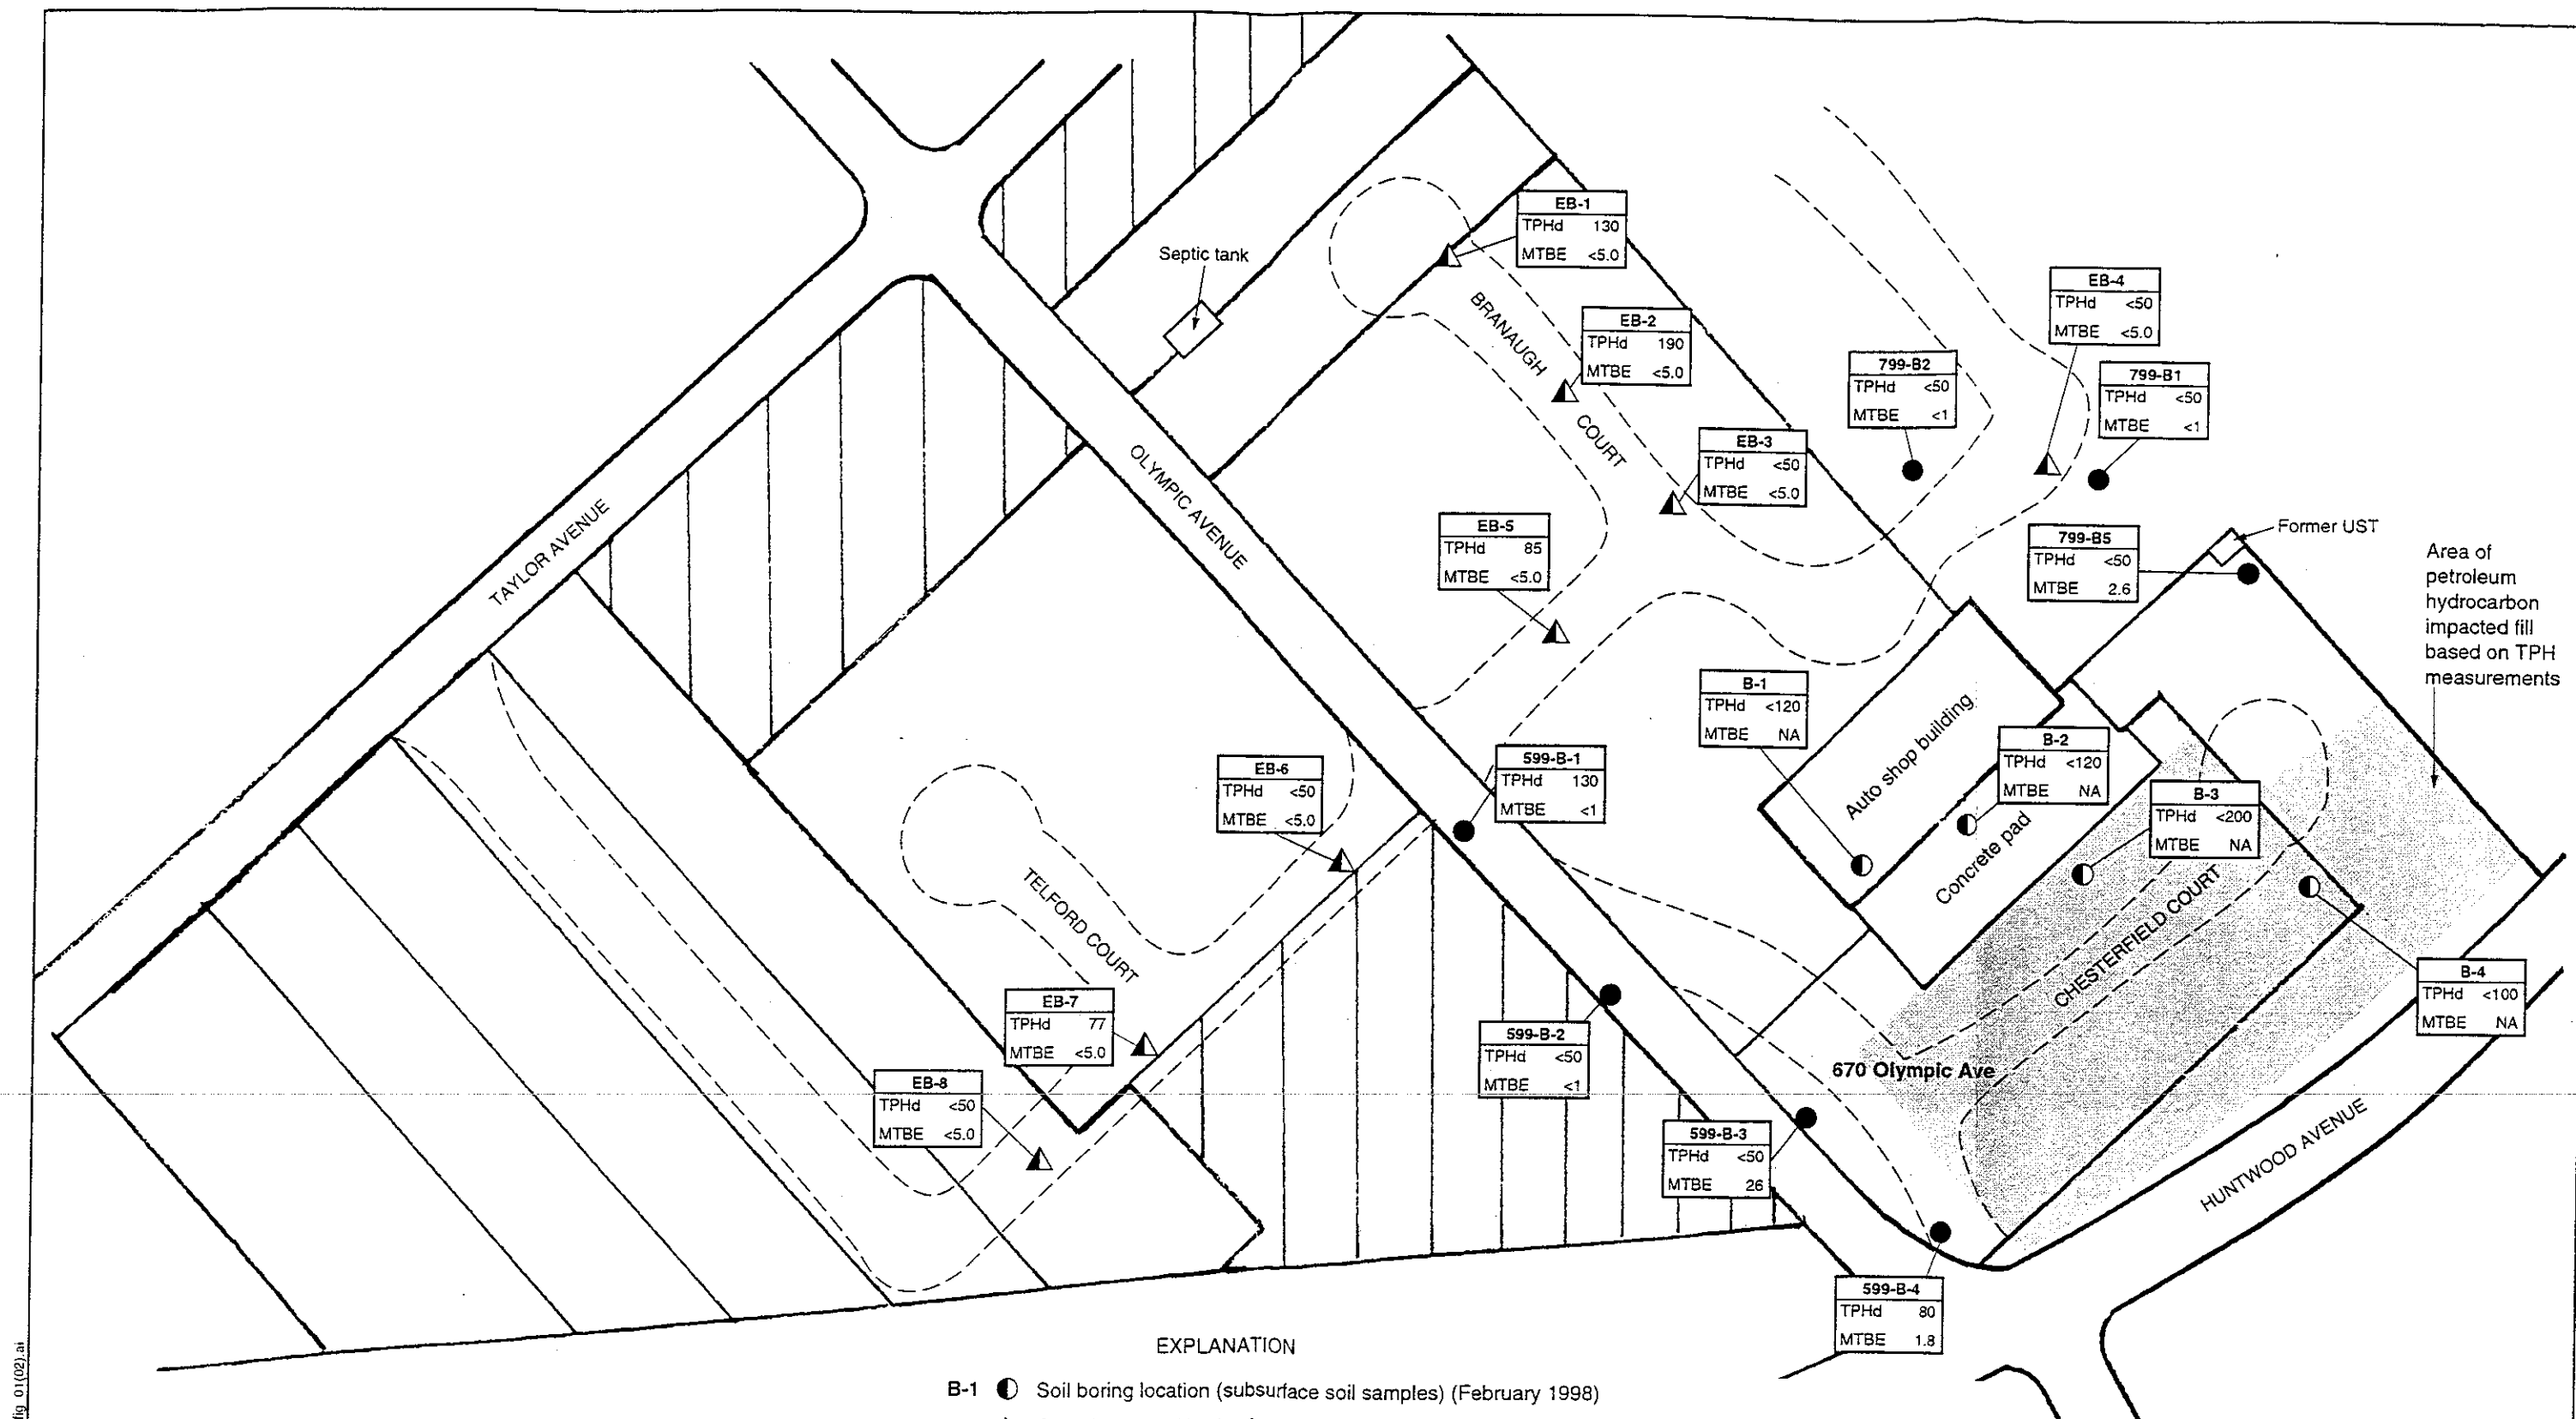 EB-1
TPHd 130
MTBE <5.0
Septic tank
EB-4
TPHd <50
MTBE <5.0
BRANAUGH
COURT
EB-2
TPHd 190
MTBE <5.0
799-B2
TPHd <50
MTBE <1
799-B1
TPHd <50
MTBE <1
EB-3
TPHd <50
MTBE <5.0
OLYMPIC AVENUE
TAYLOR AVENUE
EB-5
TPHd 85
MTBE <5.0
799-B5
TPHd <50
MTBE 2.6
Former UST
Area of
petroleum
hydrocarbon
impacted fill
based on TPH
measurements
B-1
TPHd <120
MTBE NA
Auto shop building
B-2
TPHd <120
MTBE NA
EB-6
TPHd <50
MTBE <5.0
599-B-1
TPHd 130
MTBE <1
B-3
TPHd <200
MTBE NA
Concrete pad
CHESTERFIELD COURT
TELFORD COURT
B-4
TPHd <100
MTBE NA
EB-7
TPHd 77
MTBE <5.0
599-B-2
TPHd <50
MTBE <1
670 Olympic Ave
EB-8
TPHd <50
MTBE <5.0
599-B-3
TPHd <50
MTBE 26
HUNTWOOD AVENUE
599-B-4
TPHd 80
MTBE 1.8
EXPLANATION
B-1 Soil boring location (subsurface soil samples) (February 1998)
fig 01(02).ai